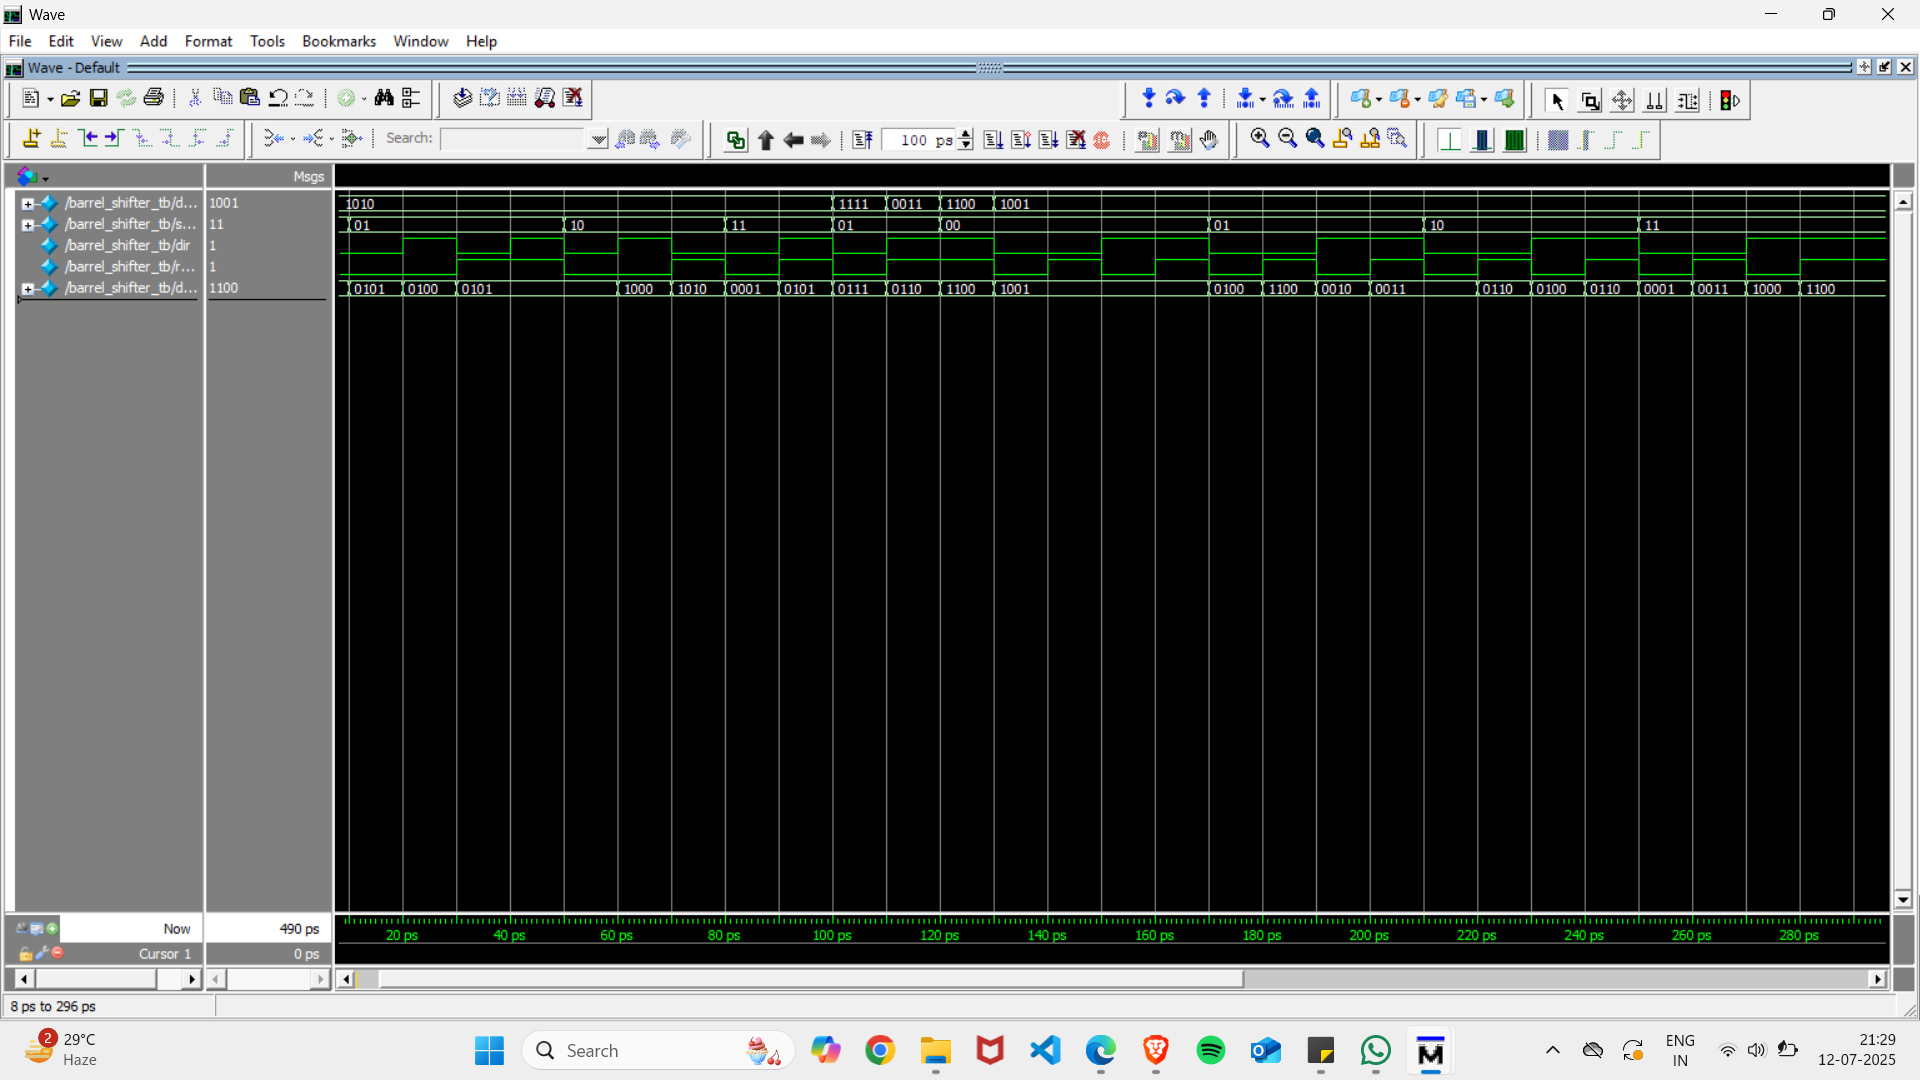 Wave
File Edit View Add Format Tools Bookmarks Window Help
Wave - Default
Search: 100 ps
Msgs
/barrel_shifter_tb/d... 1001 1010 1111 0011 1100 1001
/barrel_shifter_tb/s... 11 01 10 11 01 00 01 10 11
/barrel_shifter_tb/dir 1
/barrel_shifter_tb/r... 1
/barrel_shifter_tb/d... 1100 0101 0100 0101 1000 1010 0001 0101 0111 0110 1100 1001 0100 1100 0010 0011 0110 0100 0110 0001 0011 1000 1100
Now 490 ps
20 ps 40 ps 60 ps 80 ps 100 ps 120 ps 140 ps 160 ps 180 ps 200 ps 220 ps 240 ps 260 ps 280 ps
Cursor 1 0 ps
8 ps to 296 ps
2 29°C
Haze
Search
ENG
IN
21:29
12-07-2025